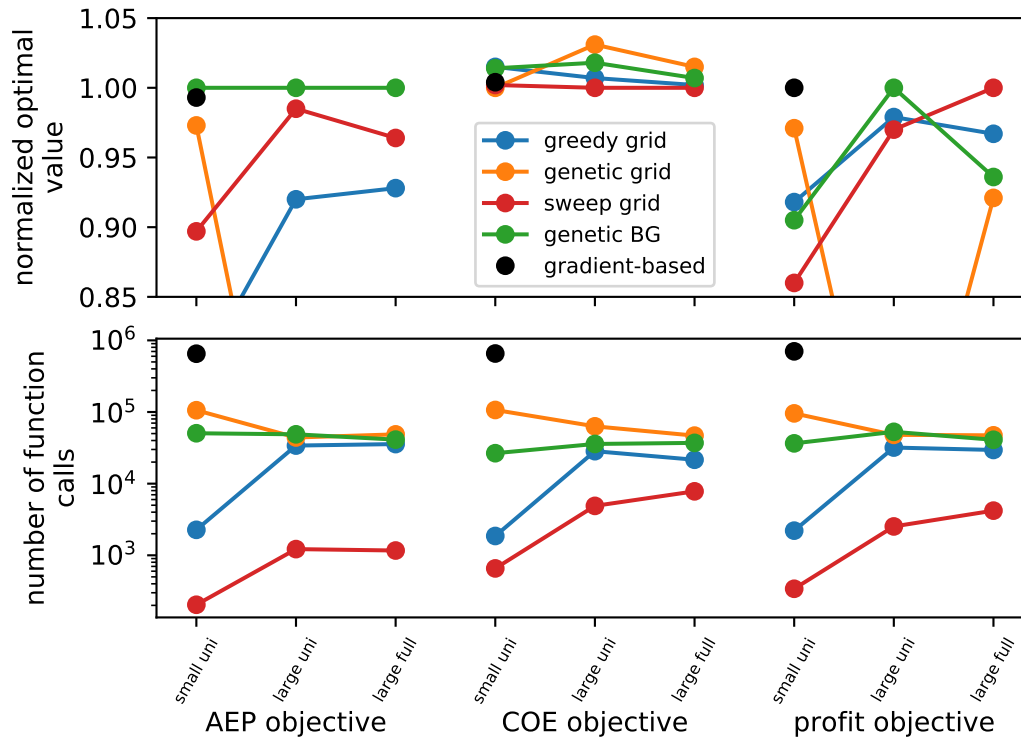 normalized optimal
value
1.05
1.00
0.95
0.90
0.85
greedy grid
genetic grid
sweep grid
genetic BG
gradient-based
number of function
calls
10^6
10^5
10^4
10^3
small uni
large uni
large full
small uni
large uni
large full
small uni
large uni
large full
AEP objective
COE objective
profit objective